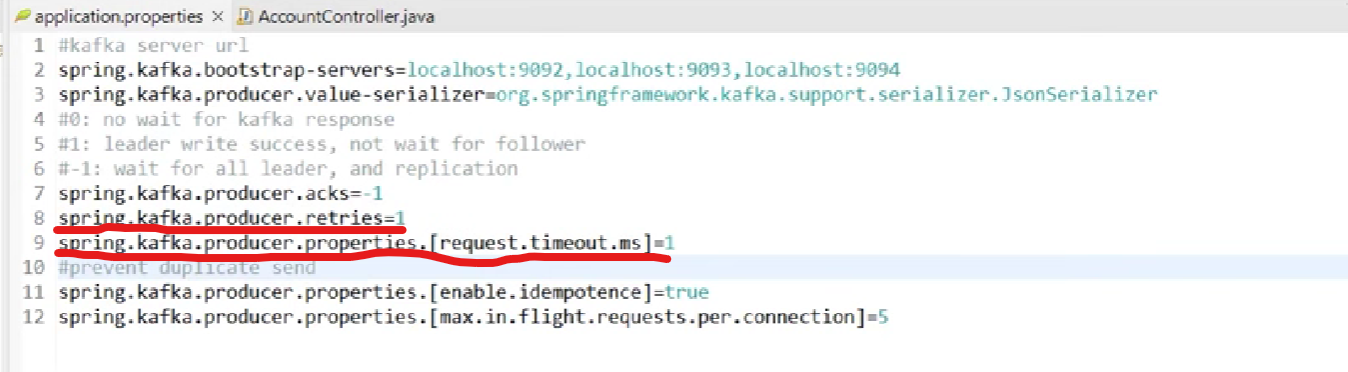 application.properties AccountController.java
1 #kafka server url
2 spring.kafka.bootstrap-servers=localhost:9092,localhost:9093,localhost:9094
3 spring.kafka.producer.value-serializer=org.springframework.kafka.support.serializer.JsonSerializer
4 #0: no wait for kafka response
5 #1: leader write success, not wait for follower
6 #-1: wait for all leader, and replication
7 spring.kafka.producer.acks=-1
8 spring.kafka.producer.retries=1
9 spring.kafka.producer.properties.[request.timeout.ms]=1
10 #prevent duplicate send
11 spring.kafka.producer.properties.[enable.idempotence]=true
12 spring.kafka.producer.properties.[max.in.flight.requests.per.connection]=5